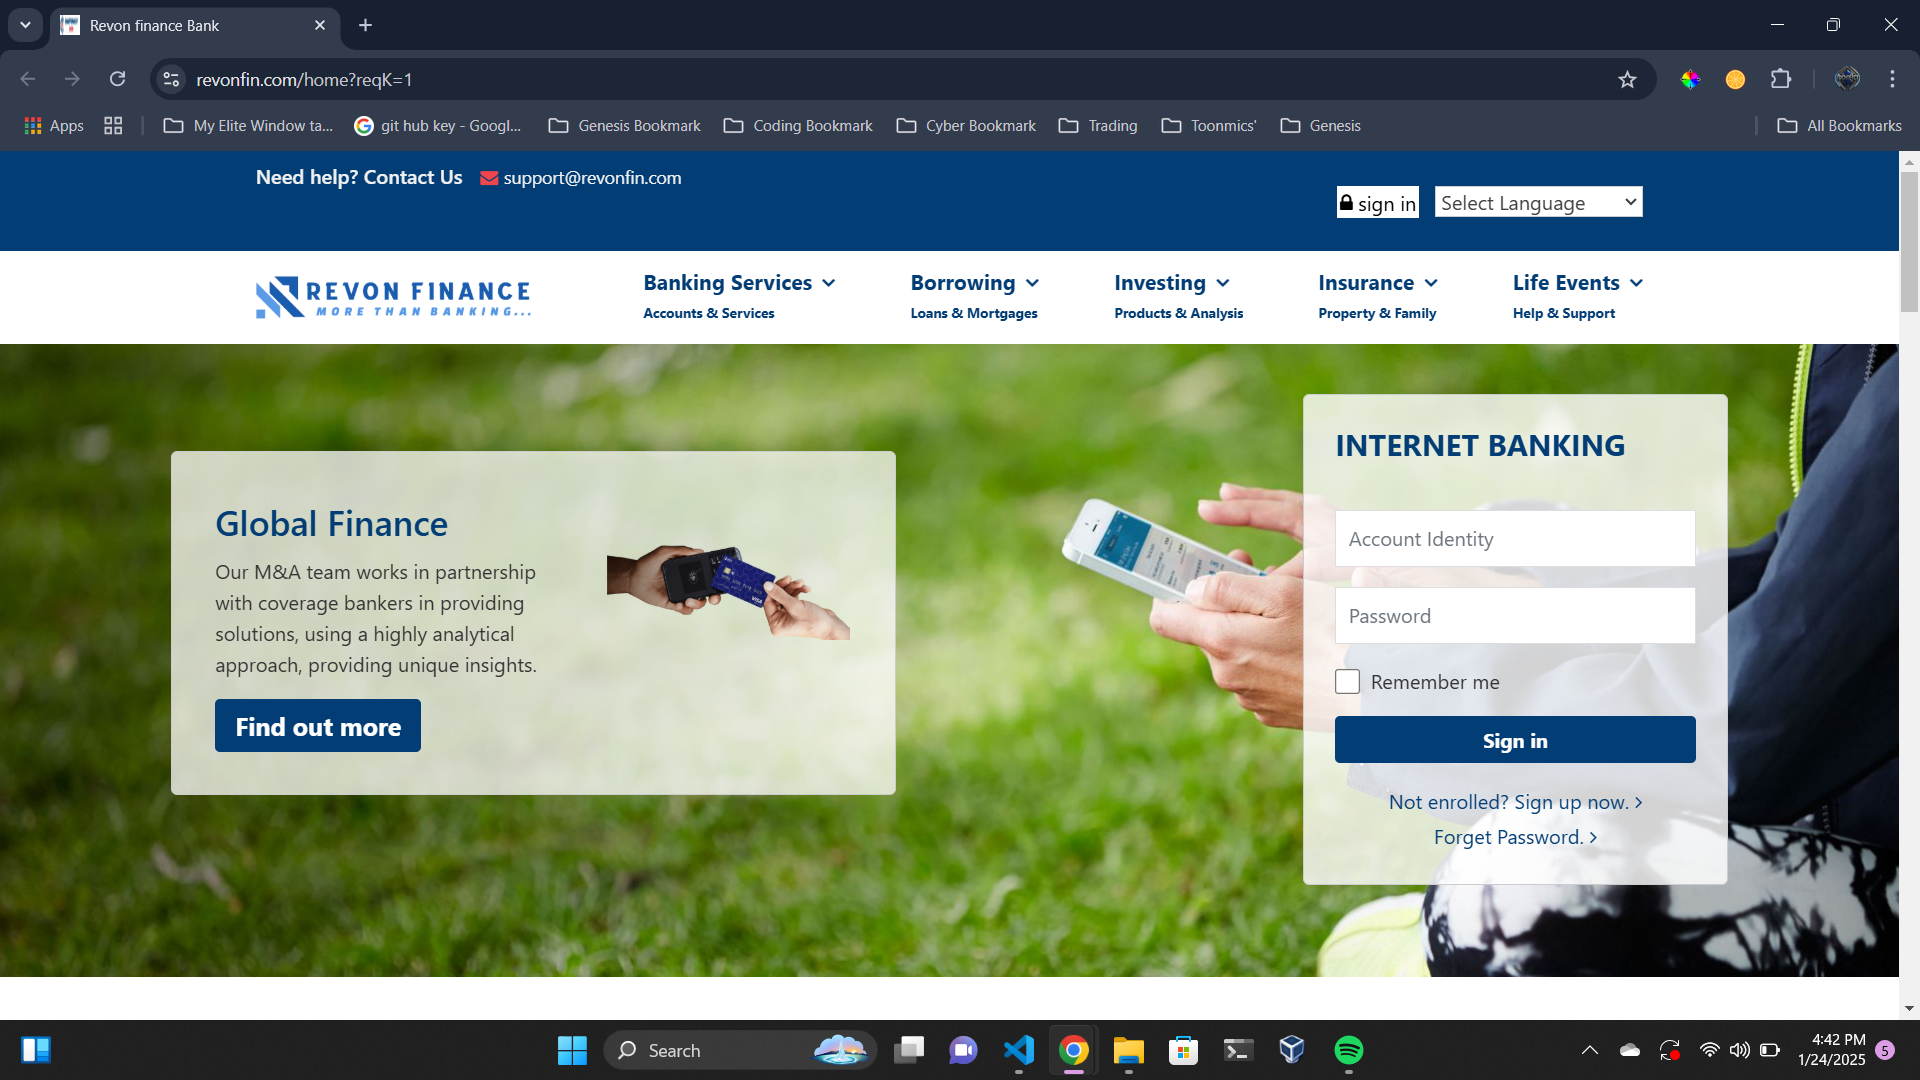 Revon finance Bank
revonfin.com/home?reqK=1
Apps
My Elite Window ta...
git hub key - Googl...
Genesis Bookmark
Coding Bookmark
Cyber Bookmark
Trading
Toonmics'
Genesis
All Bookmarks
Need help? Contact Us
support@revonfin.com
sign in
Select Language
REVON FINANCE
MORE THAN BANKING...
Banking Services
Accounts & Services
Borrowing
Loans & Mortgages
Investing
Products & Analysis
Insurance
Property & Family
Life Events
Help & Support
Global Finance
Our M&A team works in partnership
with coverage bankers in providing
solutions, using a highly analytical
approach, providing unique insights.
Find out more
VISA
INTERNET BANKING
Account Identity
Password
Remember me
Sign in
Not enrolled? Sign up now. >
Forget Password. >
Search
4:42 PM
1/24/2025
5